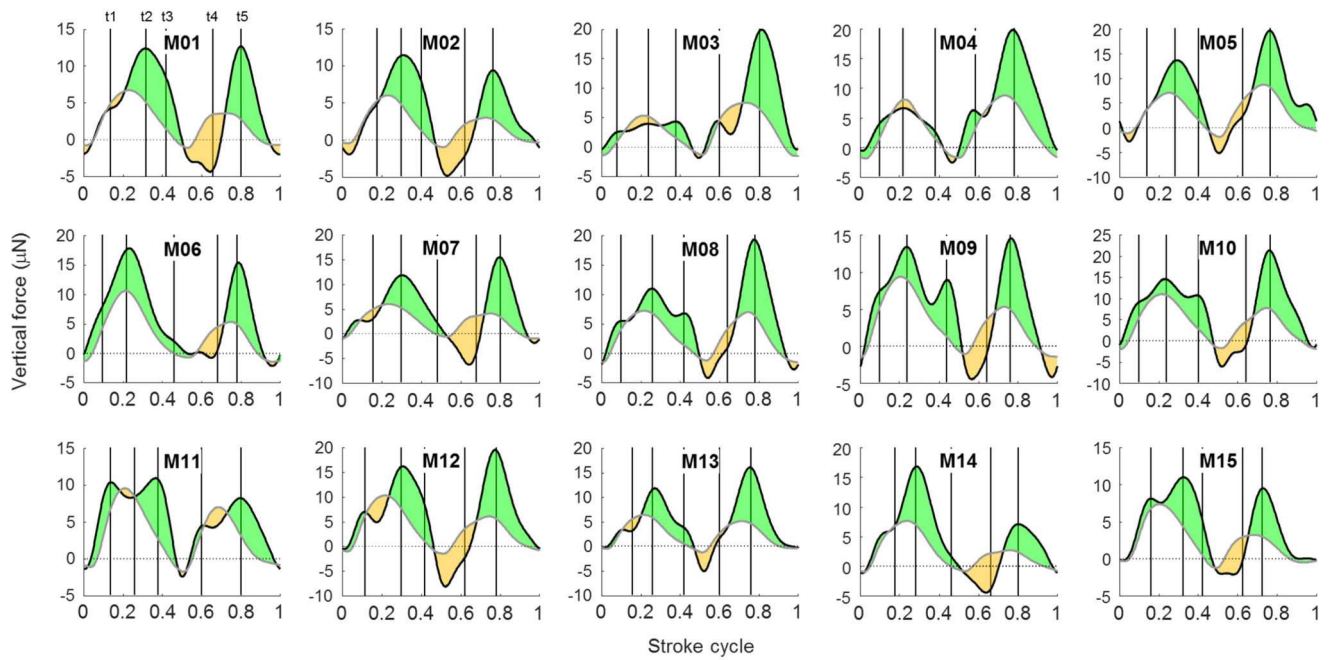 t1 t2 t3 t4 t5
M01 M02 M03 M04 M05
15 15 20 20 20
10 10 15 15 15
5 5 10 10 10
0 0 5 5 5
-5 -5 0 0 0
-5 -5 -5
-10
0 0.2 0.4 0.6 0.8 1 0 0.2 0.4 0.6 0.8 1 0 0.2 0.4 0.6 0.8 1 0 0.2 0.4 0.6 0.8 1 0 0.2 0.4 0.6 0.8 1
Vertical force (μN)
M06 M07 M08 M09 M10
20 20 20 15 25
15 15 15 10 20
10 10 10 5 15
5 5 5 0 10
0 0 0 -5 5
-5 -5 -5 0
-10 -5
-10
0 0.2 0.4 0.6 0.8 1 0 0.2 0.4 0.6 0.8 1 0 0.2 0.4 0.6 0.8 1 0 0.2 0.4 0.6 0.8 1 0 0.2 0.4 0.6 0.8 1
M11 M12 M13 M14 M15
15 20 20 20 15
10 15 15 15 10
5 10 10 10 5
0 5 5 5 0
-5 0 0 0 -5
-5 -5 -5
-10 -10
0 0.2 0.4 0.6 0.8 1 0 0.2 0.4 0.6 0.8 1 0 0.2 0.4 0.6 0.8 1 0 0.2 0.4 0.6 0.8 1 0 0.2 0.4 0.6 0.8 1
Stroke cycle